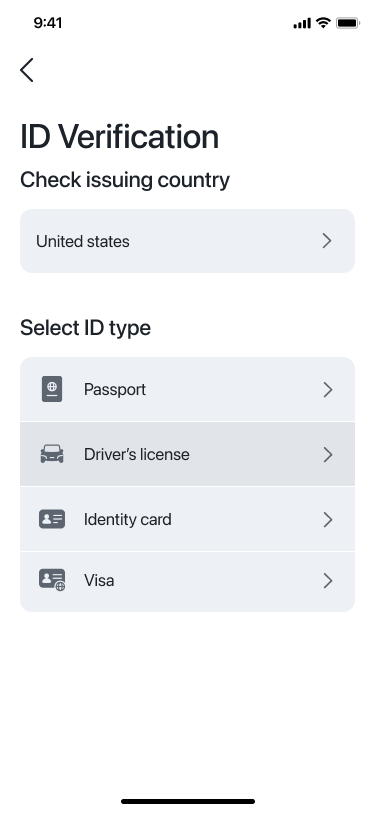 9:41
ID Verification
Check issuing country
United states
Select ID type
Passport
Driver’s license
Identity card
Visa